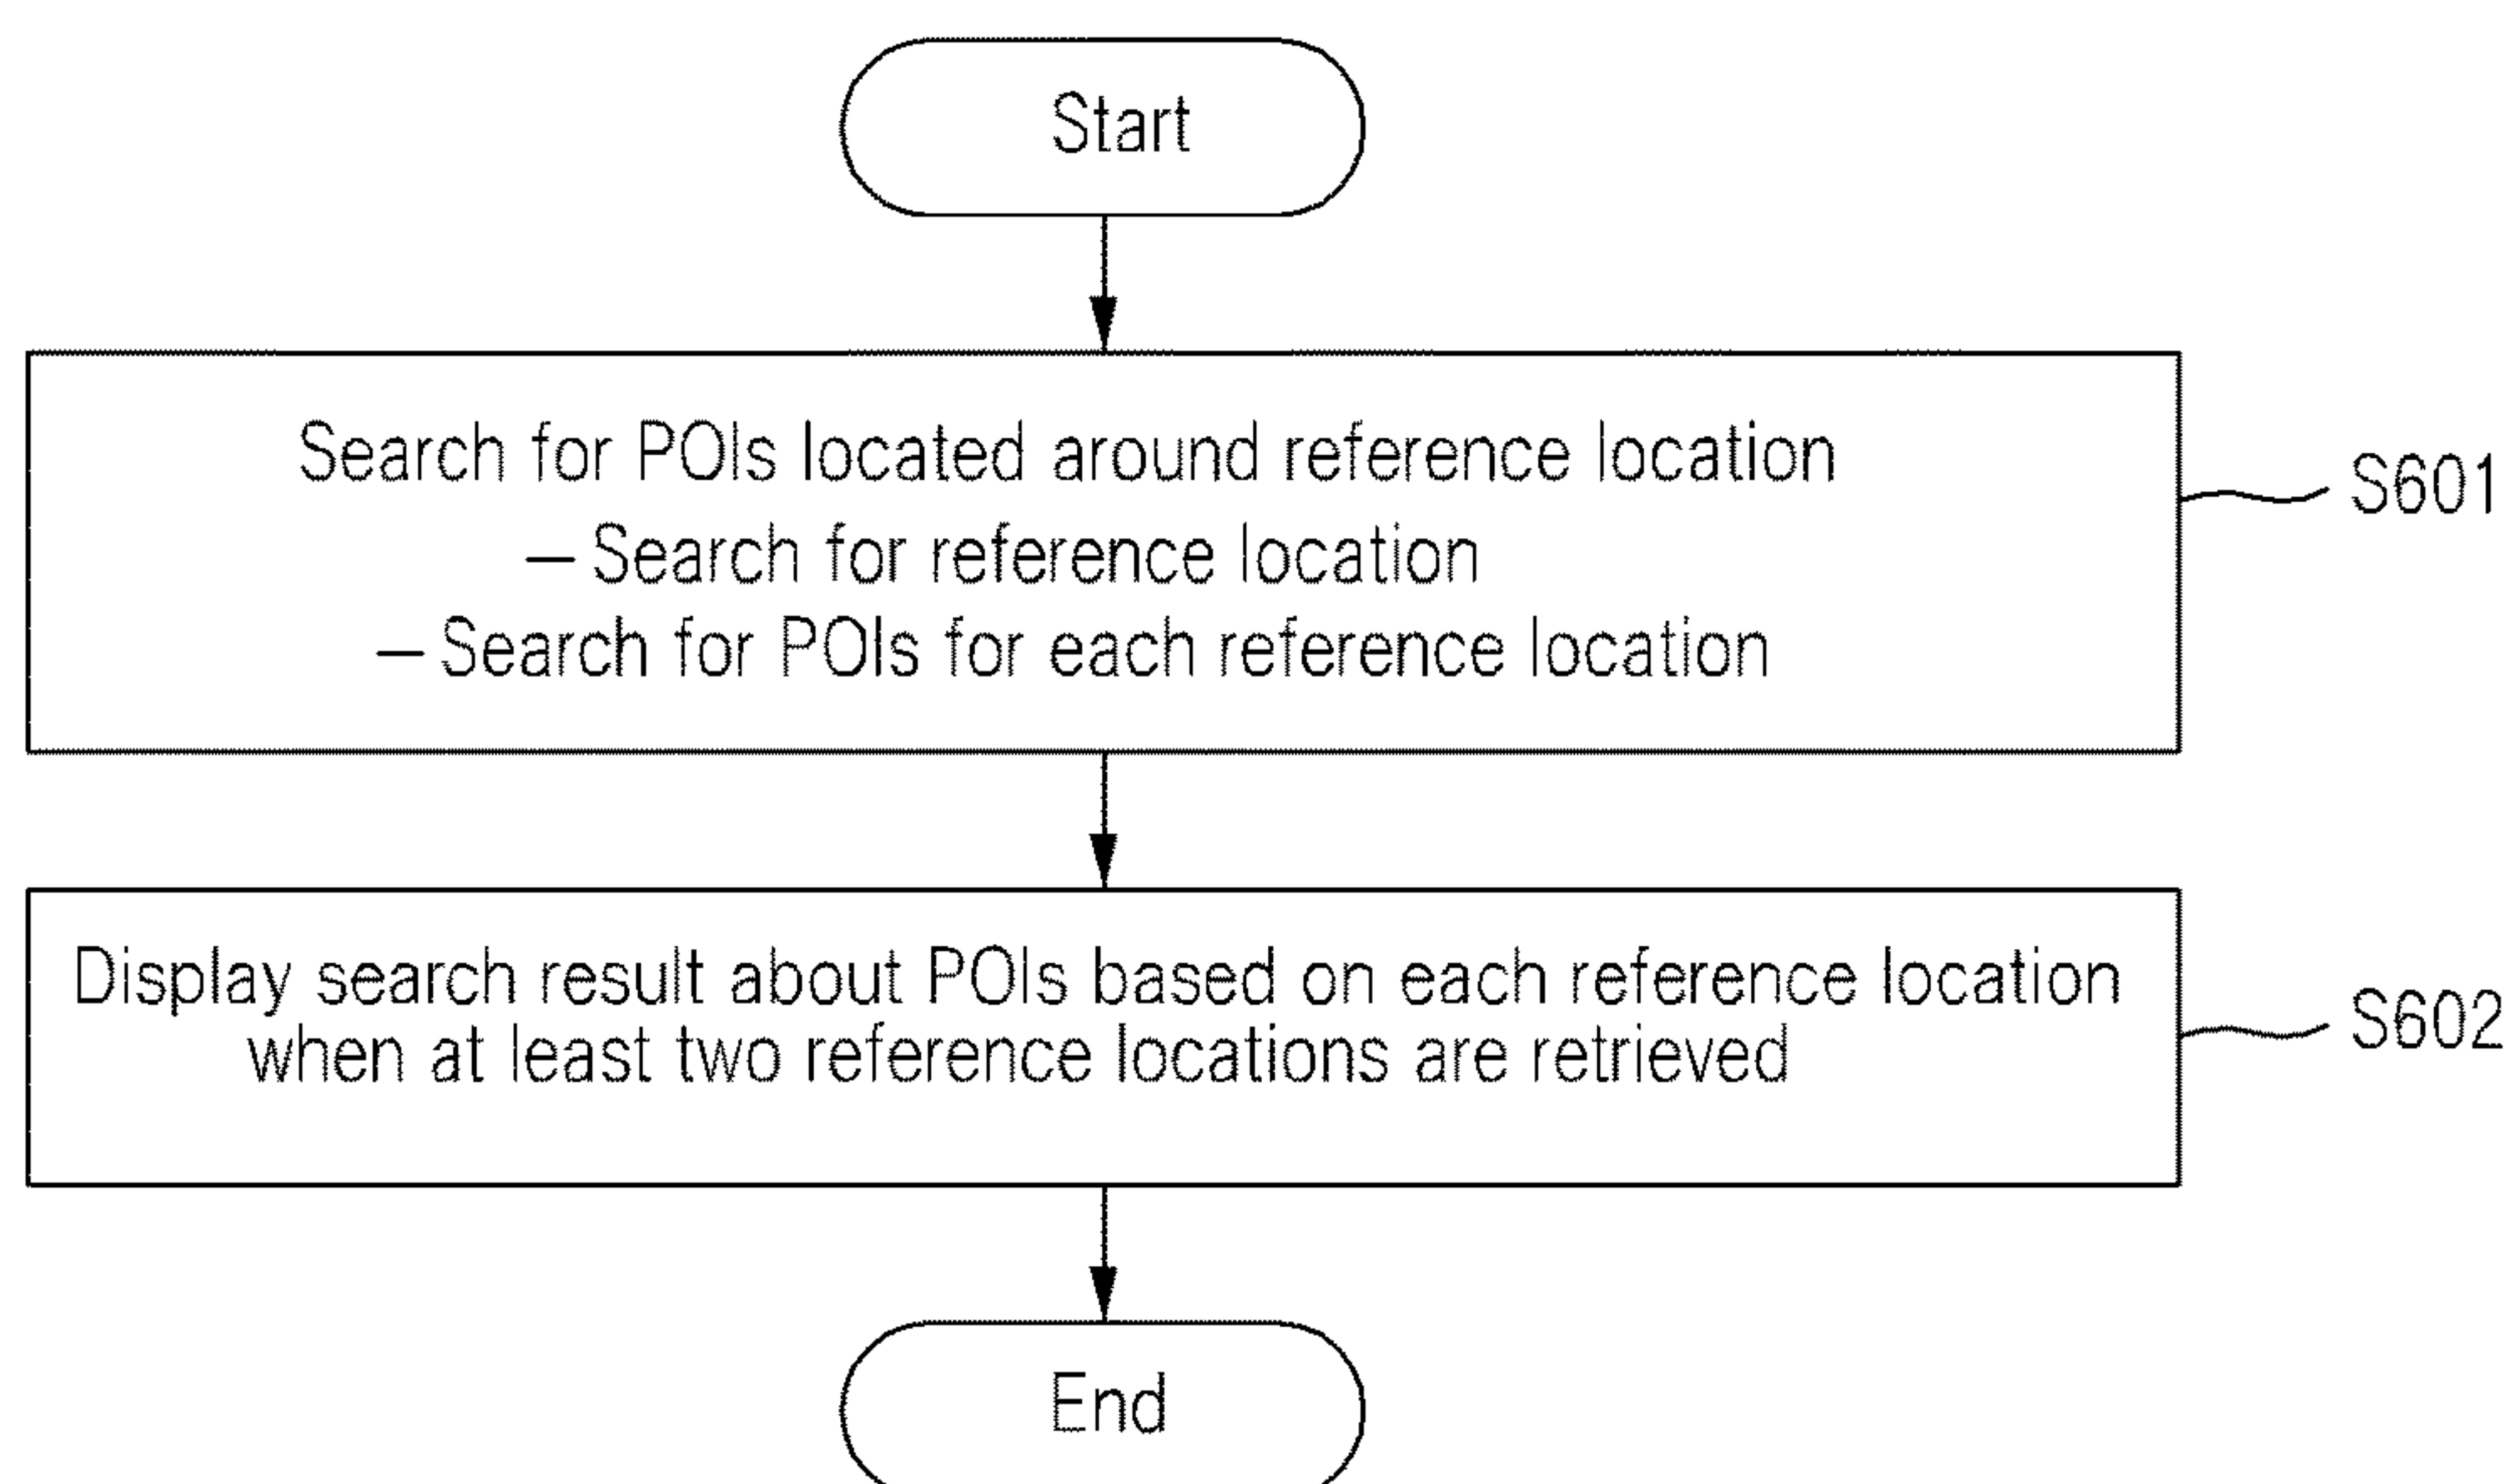 Start
Search for POIs located around reference location
—Search for reference location
—Search for POIs for each reference location
S601
Display search result about POIs based on each reference location
when at least two reference locations are retrieved
S602
End